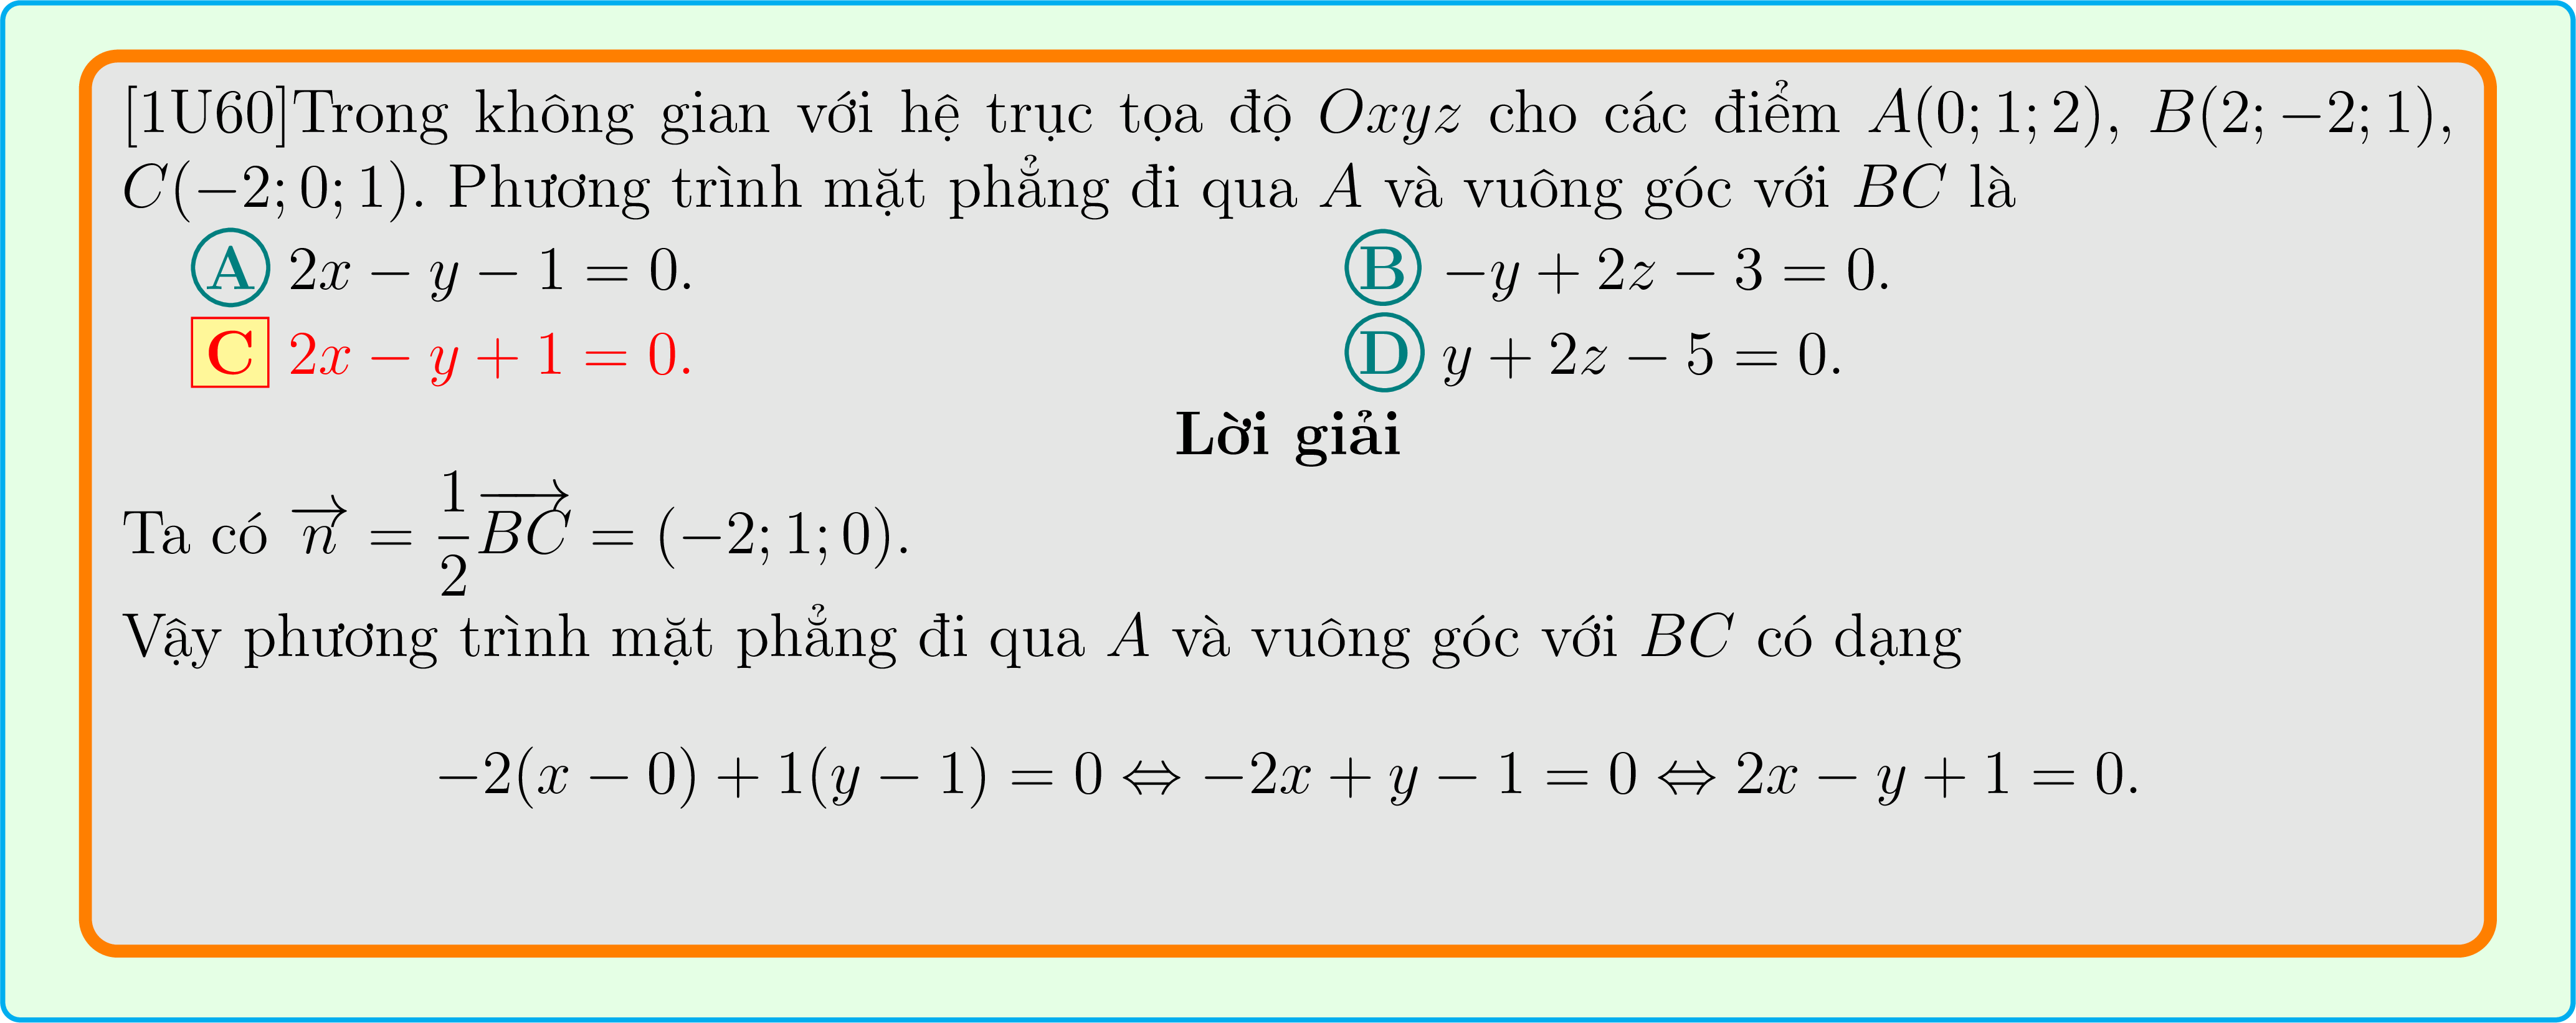 [1U60]Trong không gian với hệ trục tọa độ Oxyz cho các điểm A(0; 1; 2), B(2; −2; 1),
C(−2; 0; 1). Phương trình mặt phẳng đi qua A và vuông góc với BC là
A 2x − y − 1 = 0. B −y + 2z − 3 = 0.
C 2x − y + 1 = 0. D y + 2z − 5 = 0.
Lời giải
Ta có $\overrightarrow{n} = \frac{1}{2}\overrightarrow{BC} = (−2; 1; 0)$.
Vậy phương trình mặt phẳng đi qua A và vuông góc với BC có dạng
−2(x − 0) + 1(y − 1) = 0 ⇔ −2x + y − 1 = 0 ⇔ 2x − y + 1 = 0.